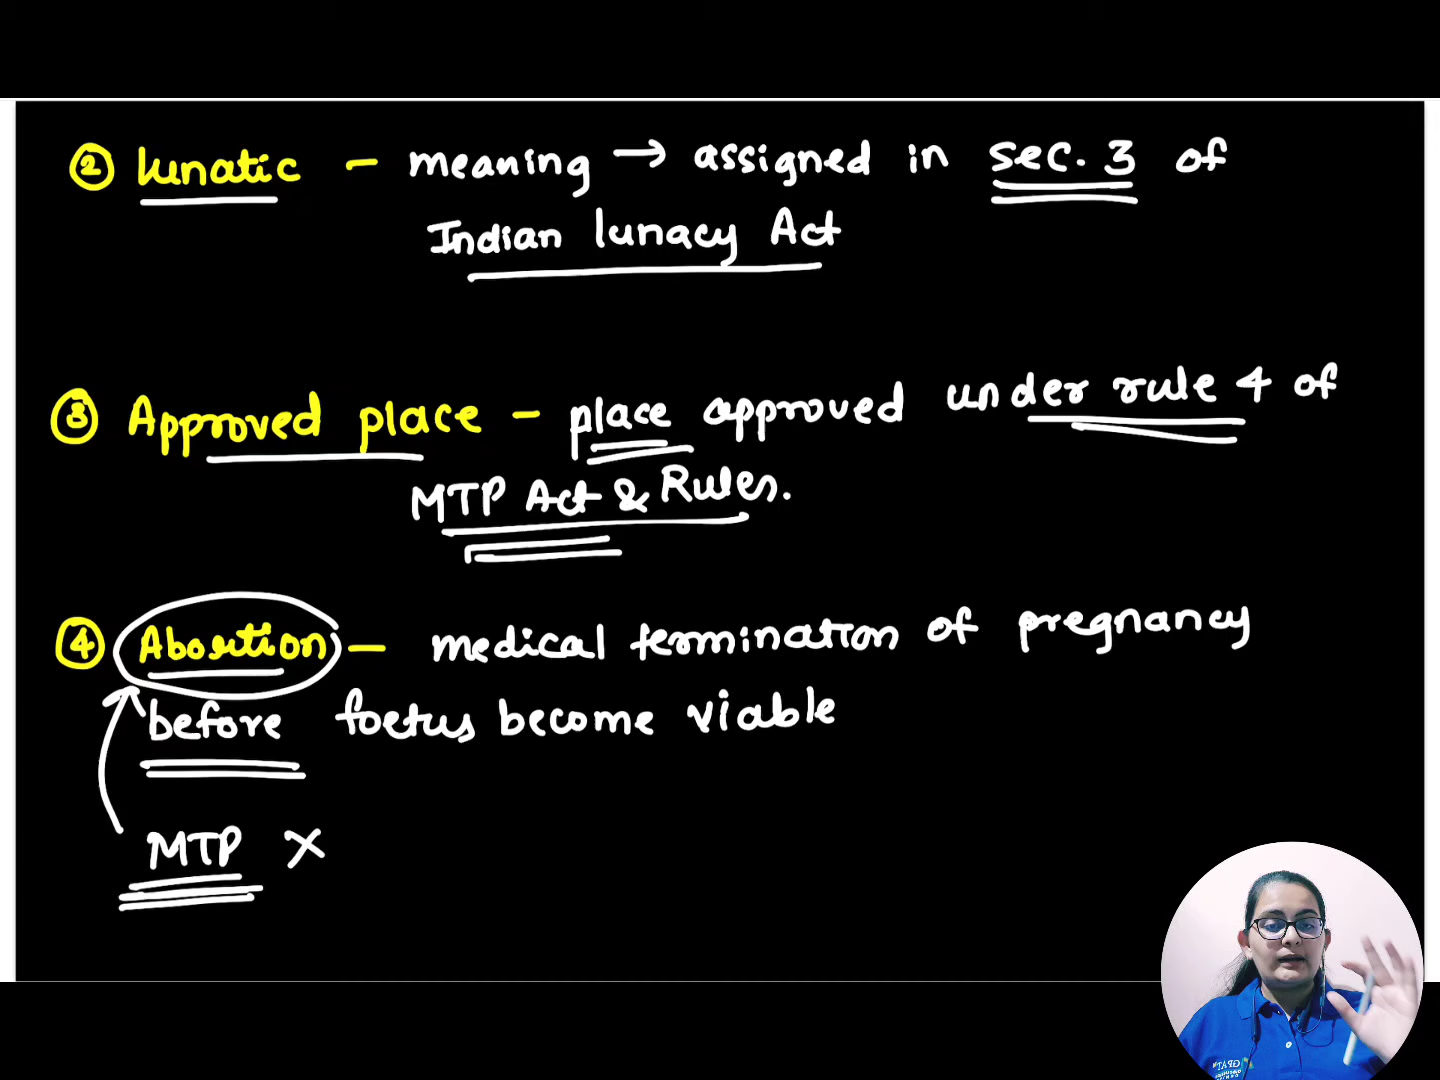 ② Lunatic - meaning → assigned in sec. 3 of
Indian lunacy Act
③ Approved place - place approved under rule 4 of
MTP Act & Rules.
④ Abortion - medical termination of pregnancy
before foetus become viable
MTP ×
GPAT